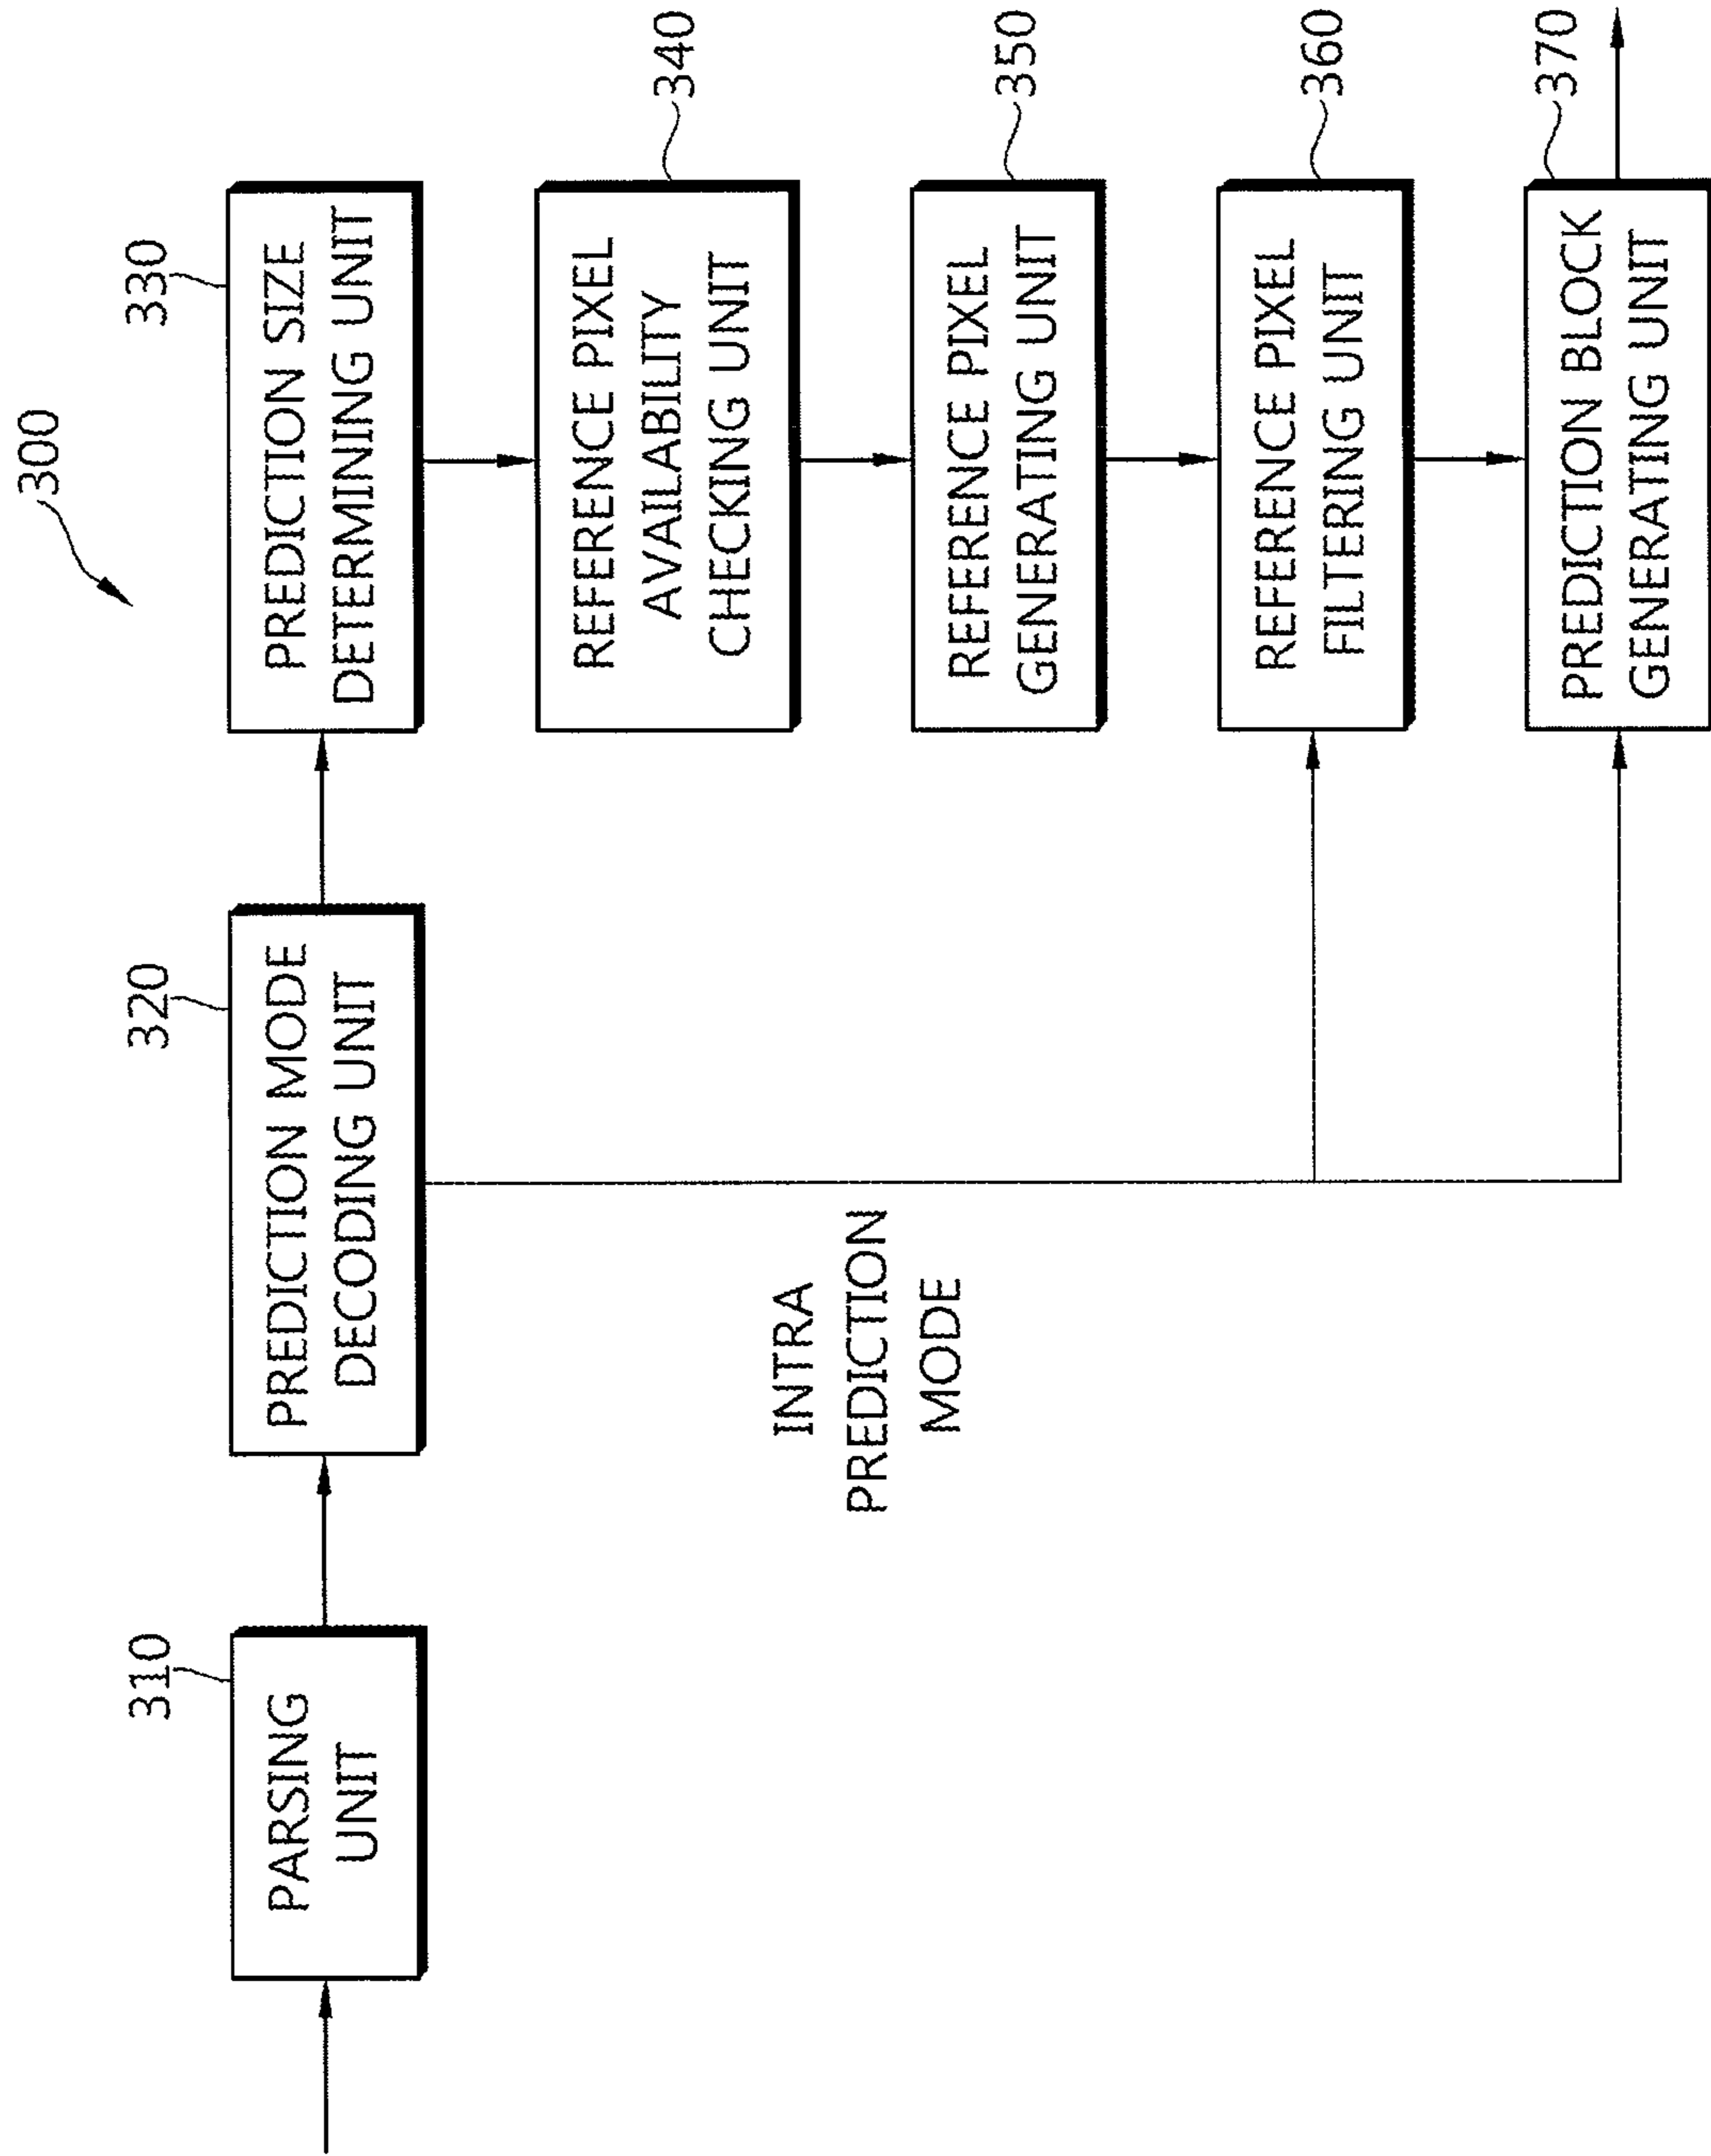 300
310
PARSING
UNIT
320
PREDICTION MODE
DECODING UNIT
330
PREDICTION SIZE
DETERMINING UNIT
340
REFERENCE PIXEL
AVAILABILITY
CHECKING UNIT
INTRA
PREDICTION
MODE
350
REFERENCE PIXEL
GENERATING UNIT
360
REFERENCE PIXEL
FILTERING UNIT
370
PREDICTION BLOCK
GENERATING UNIT